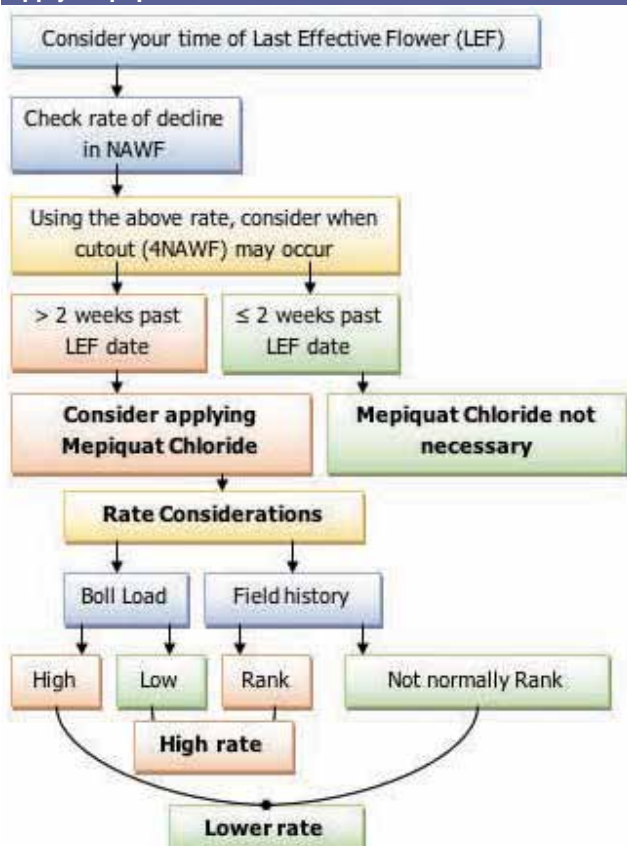 Consider your time of Last Effective Flower (LEF)
Check rate of decline
in NAWF
Using the above rate, consider when
cutout (4NAWF) may occur
> 2 weeks past
LEF date
≤ 2 weeks past
LEF date
Consider applying
Mepiquat Chloride
Mepiquat Chloride not
necessary
Rate Considerations
Boll Load
Field history
High
Low
Rank
Not normally Rank
High rate
Lower rate